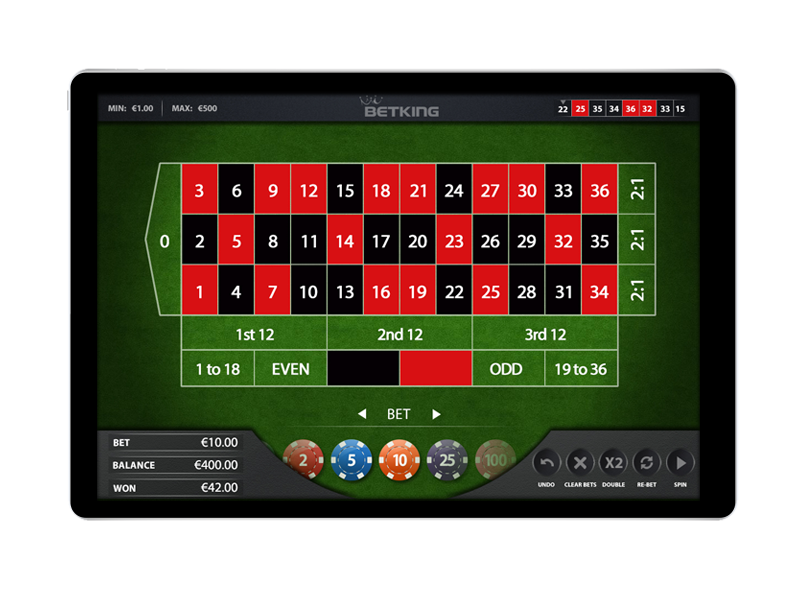 MIN: €1.00 | MAX: €500
BETKING
22 25 35 34 36 32 33 15
3 6 9 12 15 18 21 24 27 30 33 36 2:1
0 2 5 8 11 14 17 20 23 26 29 32 35 2:1
1 4 7 10 13 16 19 22 25 28 31 34 2:1
1st 12 2nd 12 3rd 12
1 to 18 EVEN ODD 19 to 36
BET
BET €10.00
BALANCE €400.00
WON €42.00
2 5 10 25 100
X2
UNDO CLEAR BETS DOUBLE RE-BET SPIN